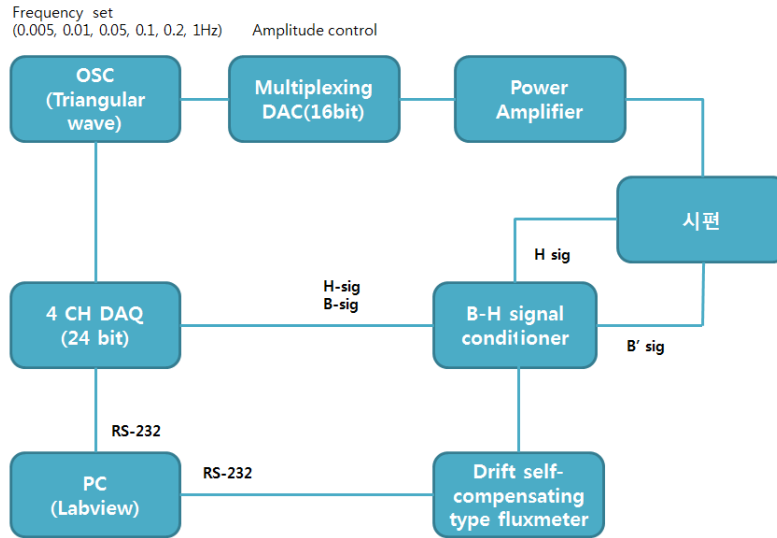 Frequency set
(0.005, 0.01, 0.05, 0.1, 0.2, 1Hz) Amplitude control
OSC
(Triangular
wave)
Multiplexing
DAC(16bit)
Power
Amplifier
시편
H sig
H-sig
B-sig
4 CH DAQ
(24 bit)
B-H signal
conditioner
B' sig
RS-232
RS-232
PC
(Labview)
Drift self-
compensating
type fluxmeter